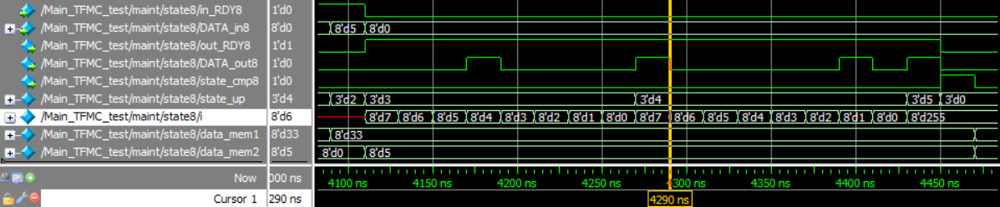 /Main_TFMC_test/maint/state8/in_RDY8 1'd0
/Main_TFMC_test/maint/state8/DATA_in8 8'd0 8'd5 8'd0
/Main_TFMC_test/maint/state8/out_RDY8 1'd1
/Main_TFMC_test/maint/state8/DATA_out8 1'd0
/Main_TFMC_test/maint/state8/state_cmp8 1'd0
/Main_TFMC_test/maint/state8/state_up 3'd4 3'd2 3'd3 3'd4 3'd5 3'd0
/Main_TFMC_test/maint/state8/i 8'd6 8'd7 8'd6 8'd5 8'd4 8'd3 8'd2 8'd1 8'd0 8'd7 8'd6 8'd5 8'd4 8'd3 8'd2 8'd1 8'd0 8'd255
/Main_TFMC_test/maint/state8/data_mem1 8'd33 8'd33
/Main_TFMC_test/maint/state8/data_mem2 8'd5 8'd0 8'd5
Now 000 ns 4100 ns 4150 ns 4200 ns 4250 ns 4300 ns 4350 ns 4400 ns 4450 ns
Cursor 1 290 ns 4290 ns